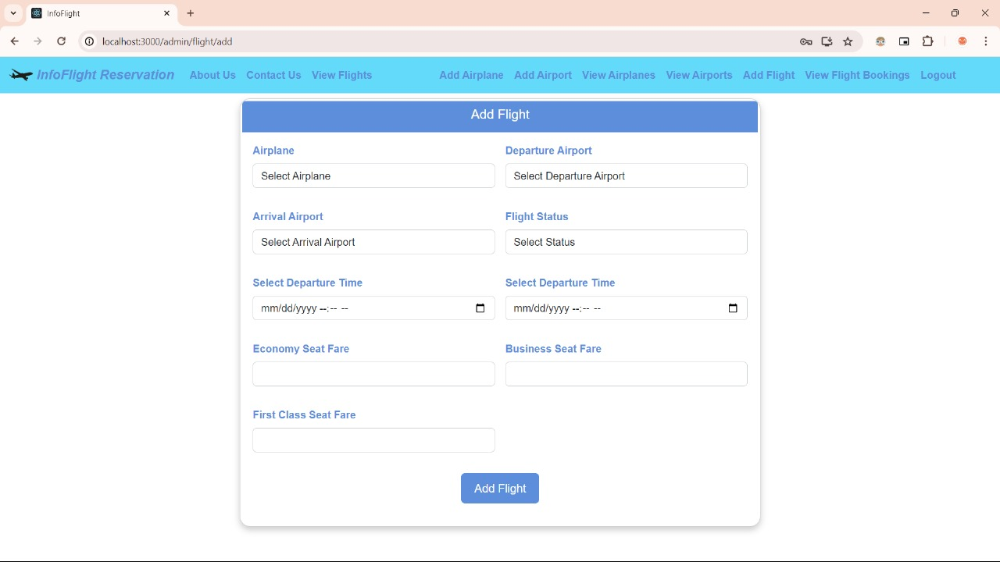 InfoFlight
localhost:3000/admin/flight/add
InfoFlight Reservation About Us Contact Us View Flights Add Airplane Add Airport View Airplanes View Airports Add Flight View Flight Bookings Logout
Add Flight
Airplane Departure Airport
Select Airplane Select Departure Airport
Arrival Airport Flight Status
Select Arrival Airport Select Status
Select Departure Time Select Departure Time
mm/dd/yyyy --:-- -- mm/dd/yyyy --:-- --
Economy Seat Fare Business Seat Fare
First Class Seat Fare
Add Flight